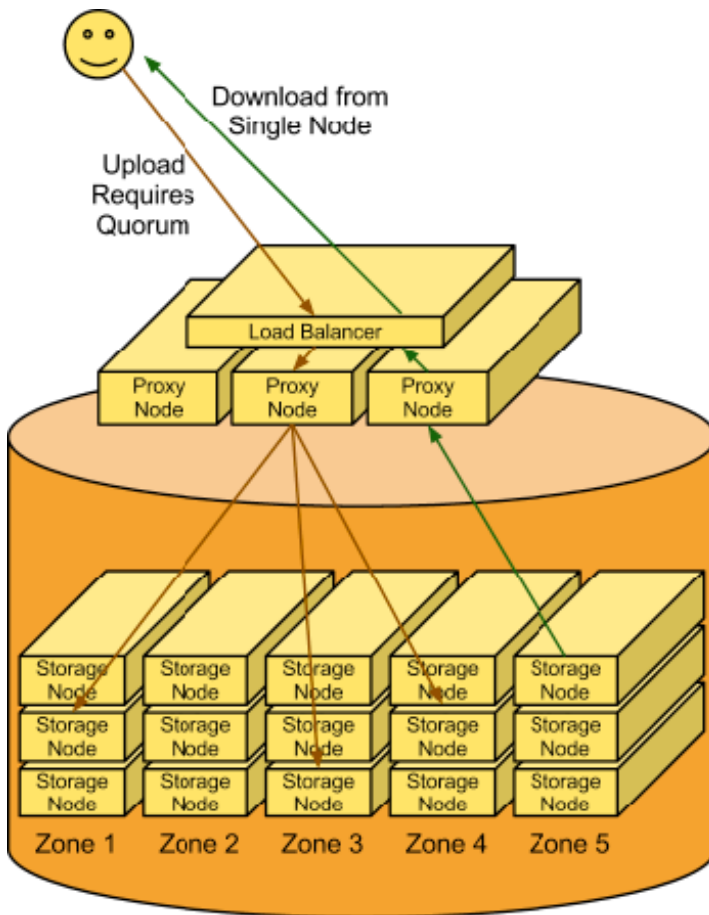 Download from
Single Node
Upload
Requires
Quorum
Load Balancer
Proxy
Node
Proxy
Node
Proxy
Node
Storage
Node
Storage
Node
Storage
Node
Storage
Node
Storage
Node
Storage
Node
Storage
Node
Storage
Node
Storage
Node
Storage
Node
Storage
Node
Storage
Node
Storage
Node
Storage
Node
Storage
Node
Zone 1
Zone 2
Zone 3
Zone 4
Zone 5